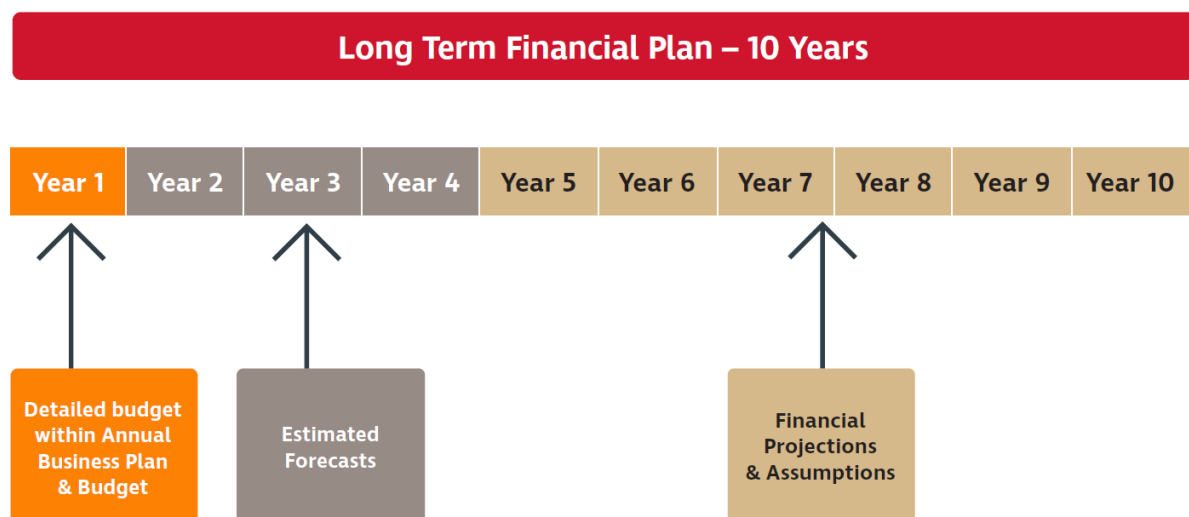 Long Term Financial Plan – 10 Years
Year 1
Year 2
Year 3
Year 4
Year 5
Year 6
Year 7
Year 8
Year 9
Year 10
Detailed budget
within Annual
Business Plan
& Budget
Estimated
Forecasts
Financial
Projections
& Assumptions